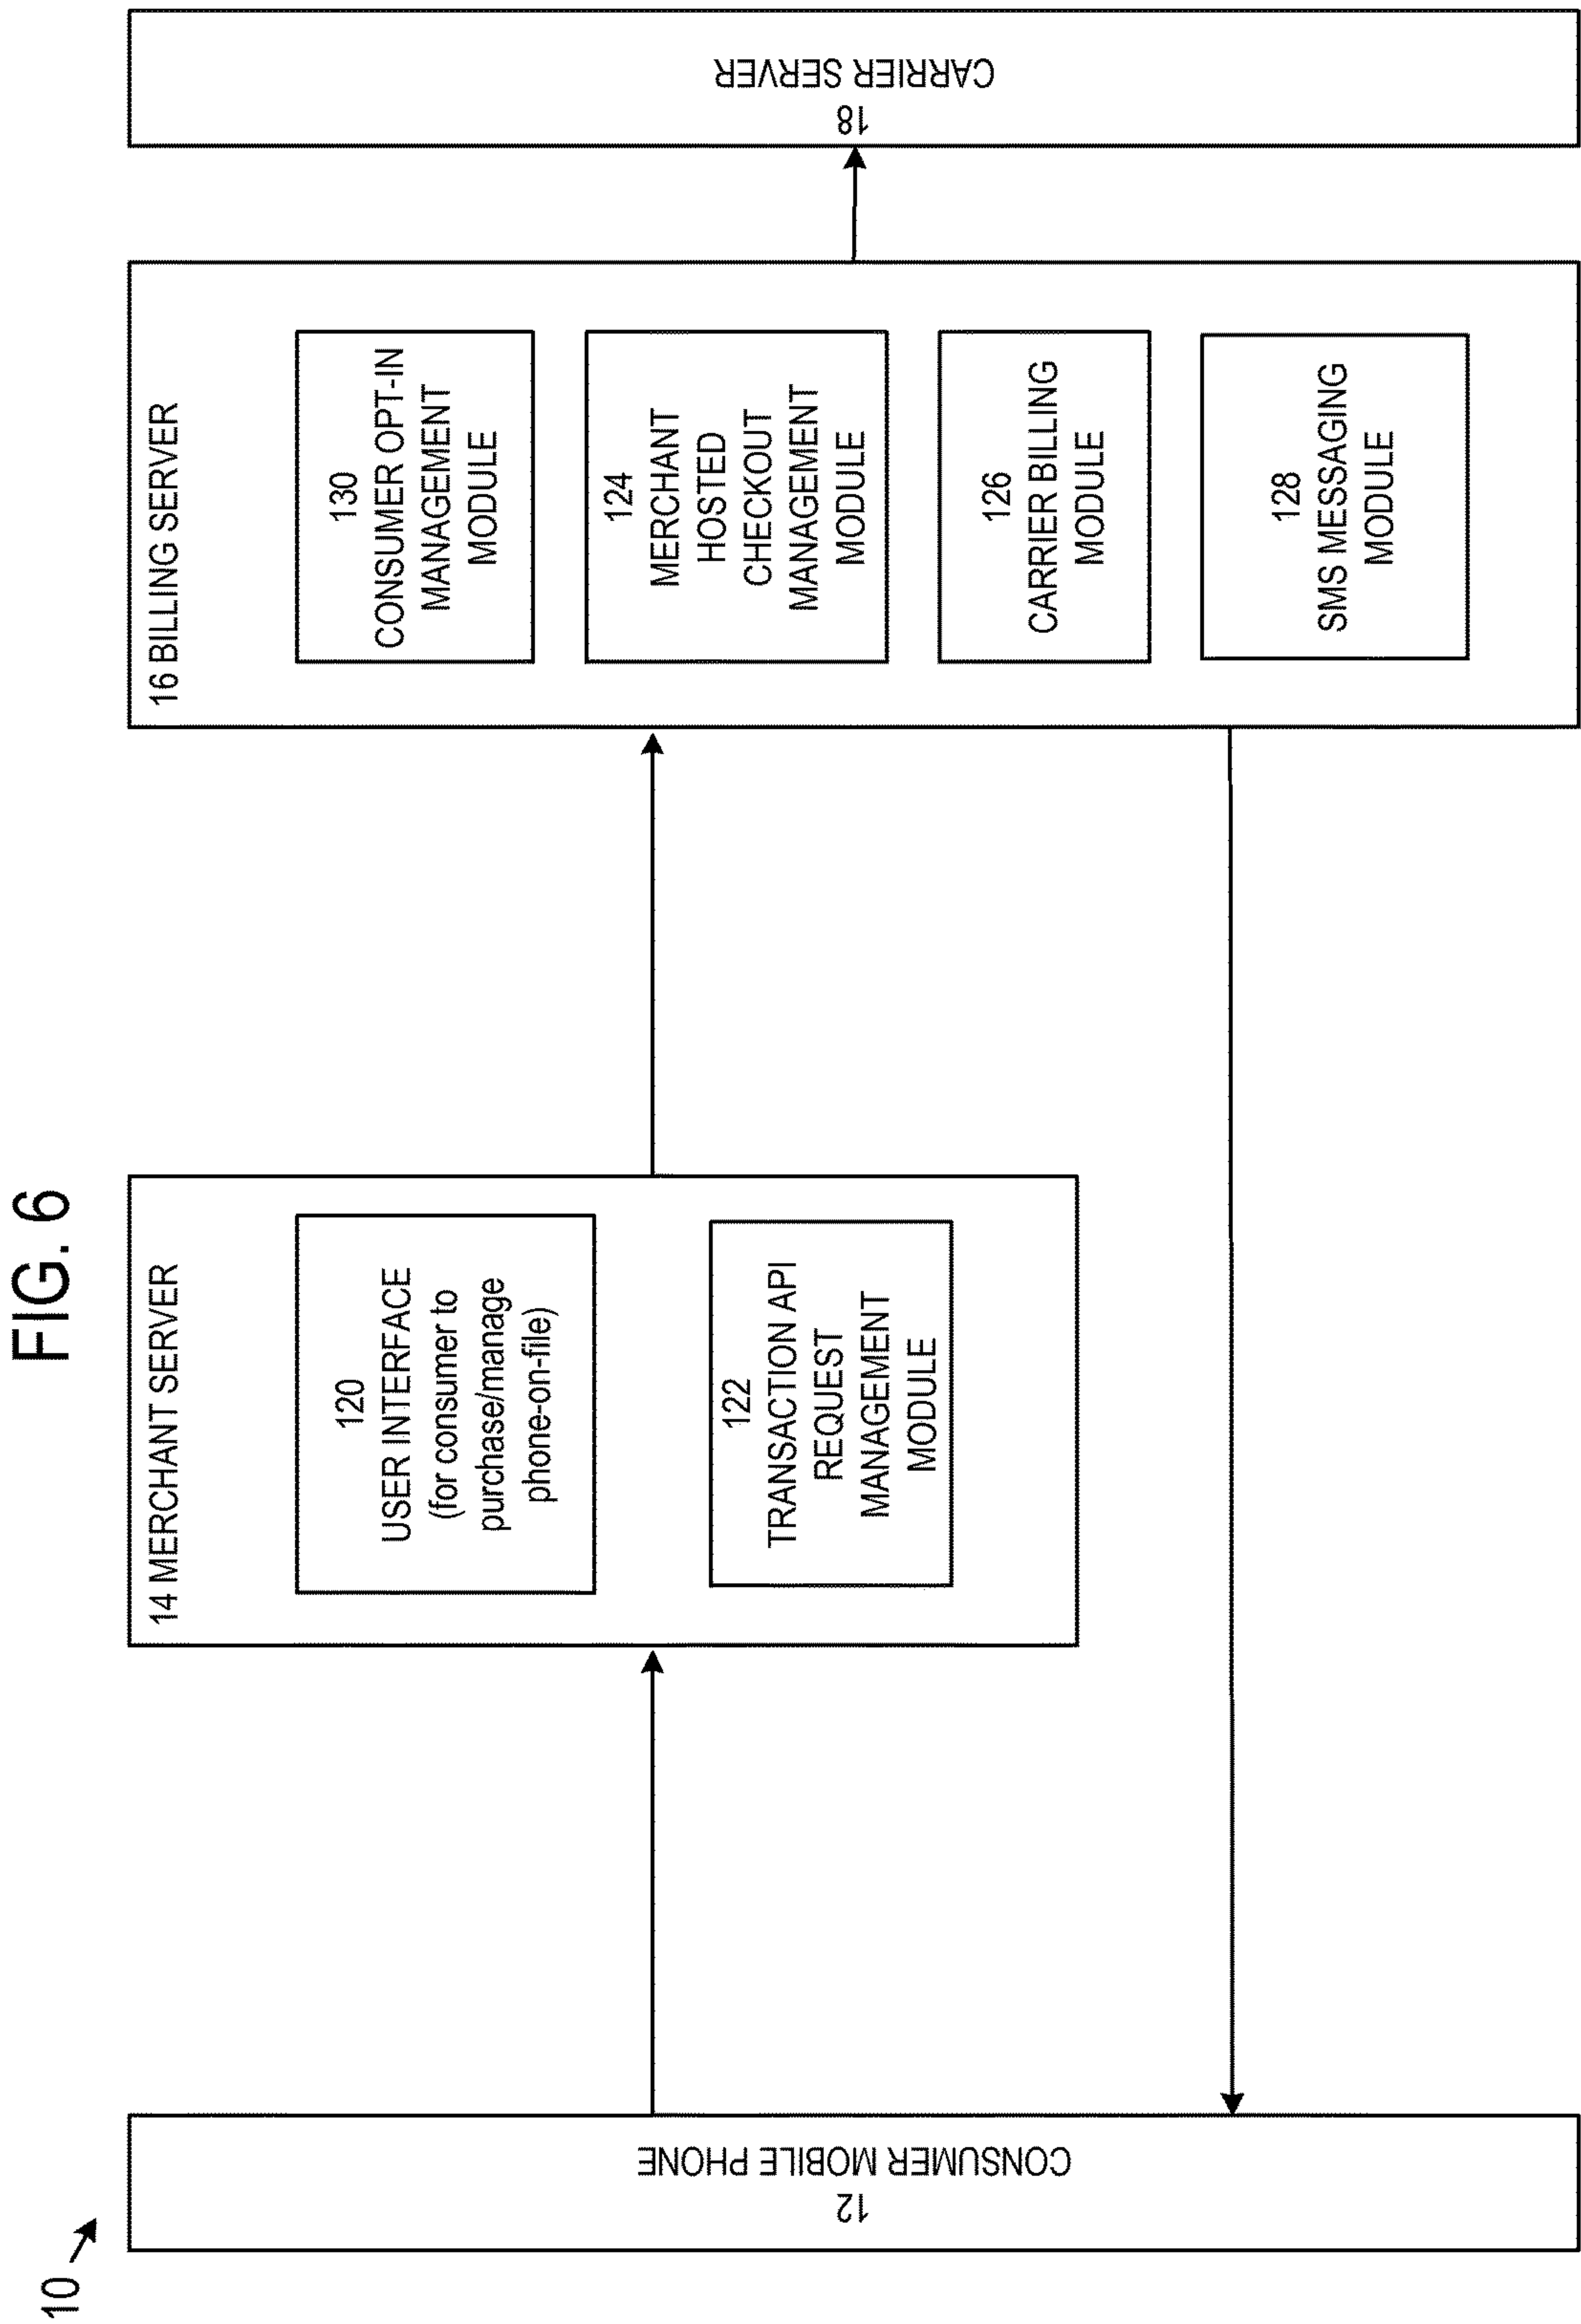 FIG. 6
10
CONSUMER MOBILE PHONE
12
14 MERCHANT SERVER
120
USER INTERFACE
(for consumer to
purchase/manage
phone-on-file)
122
TRANSACTION API
REQUEST
MANAGEMENT
MODULE
16 BILLING SERVER
130
CONSUMER OPT-IN
MANAGEMENT
MODULE
124
MERCHANT
HOSTED
CHECKOUT
MANAGEMENT
MODULE
126
CARRIER BILLING
MODULE
128
SMS MESSAGING
MODULE
CARRIER SERVER
18